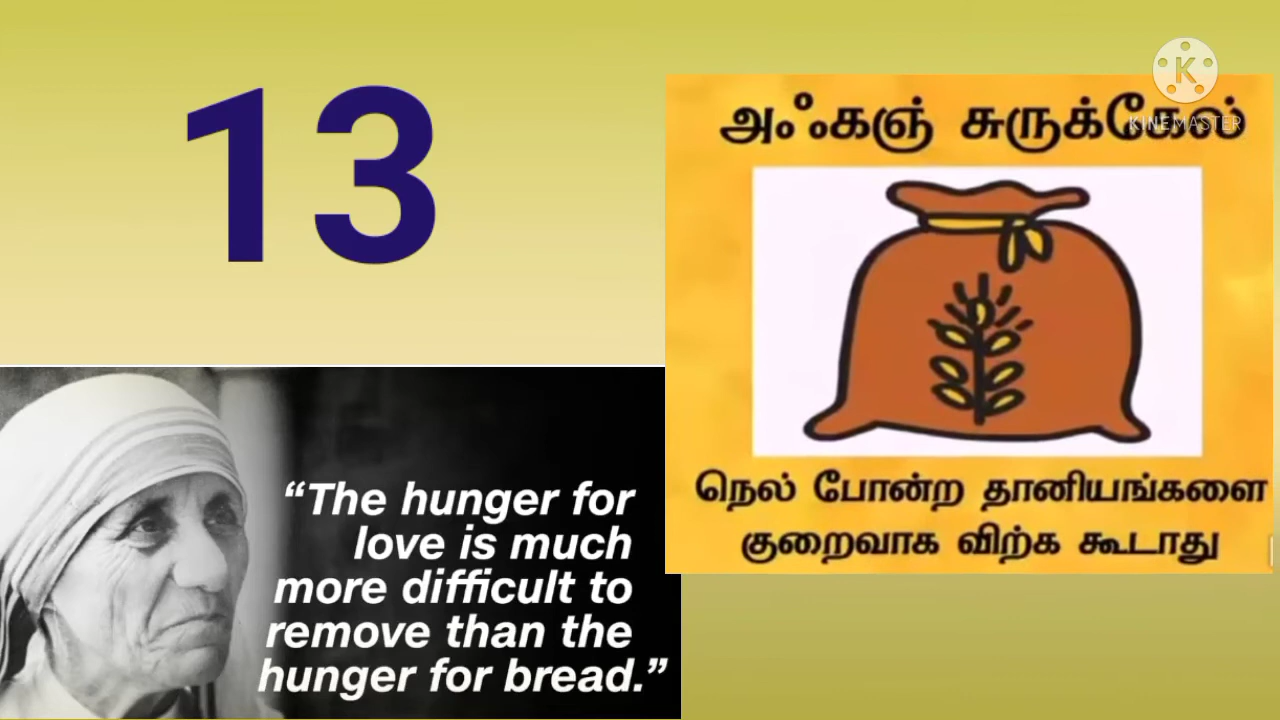 13
அஃகஞ் சுருக்கேல்
K
KINEMASTER
நெல் போன்ற தானியங்களை
குறைவாக விற்க கூடாது
“The hunger for
love is much
more difficult to
remove than the
hunger for bread.”